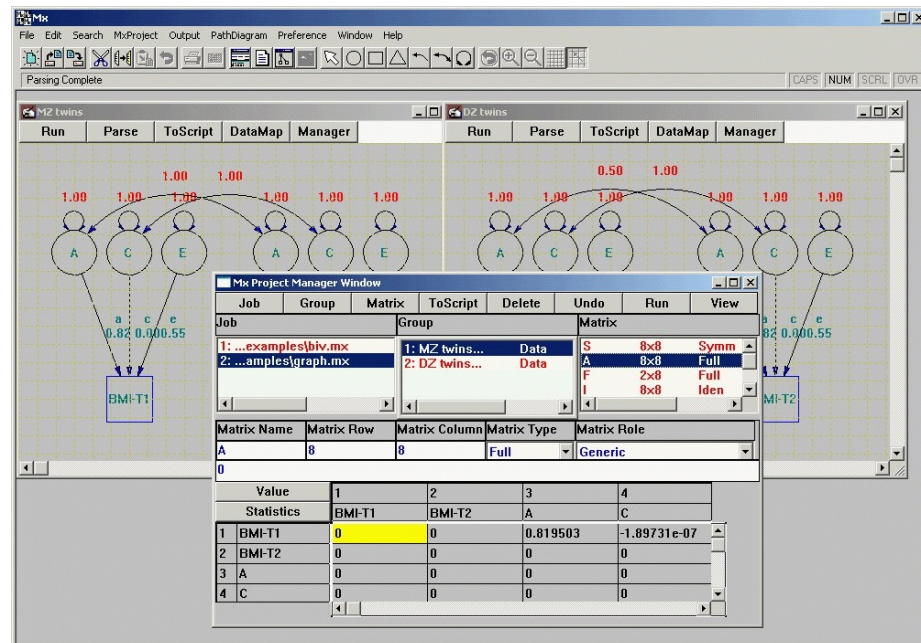 Mx
File Edit Search MxProject Output PathDiagram Preference Window Help
Parsing Complete
CAPS NUM SCRL OVR
MZ twins
Run Parse ToScript DataMap Manager
1.00 1.00
1.00 1.00 1.00 1.00 1.00 1.00
A C E A C E
a c e
0.82 0.00 0.55
BMI-T1
DZ twins
Run Parse ToScript DataMap Manager
0.50 1.00
1.00 1.00 1.00 1.00 1.00 1.00
A C E A C E
c e
0.55
MI-T2
Mx Project Manager Window
Job Group Matrix ToScript Delete Undo Run View
Job Group Matrix
1: ...examples\biv.mx
2: ...amples\graph.mx
1: MZ twins... Data
2: DZ twins... Data
S 8x8 Symm
A 8x8 Full
F 2x8 Full
I 8x8 Iden
Matrix Name Matrix Row Matrix Column Matrix Type Matrix Role
A 8 8 Full Generic
0
Value 1 2 3 4
Statistics BMI-T1 BMI-T2 A C
1 BMI-T1 0 0 0.819503 -1.89731e-07
2 BMI-T2 0 0 0 0
3 A 0 0 0 0
4 C 0 0 0 0